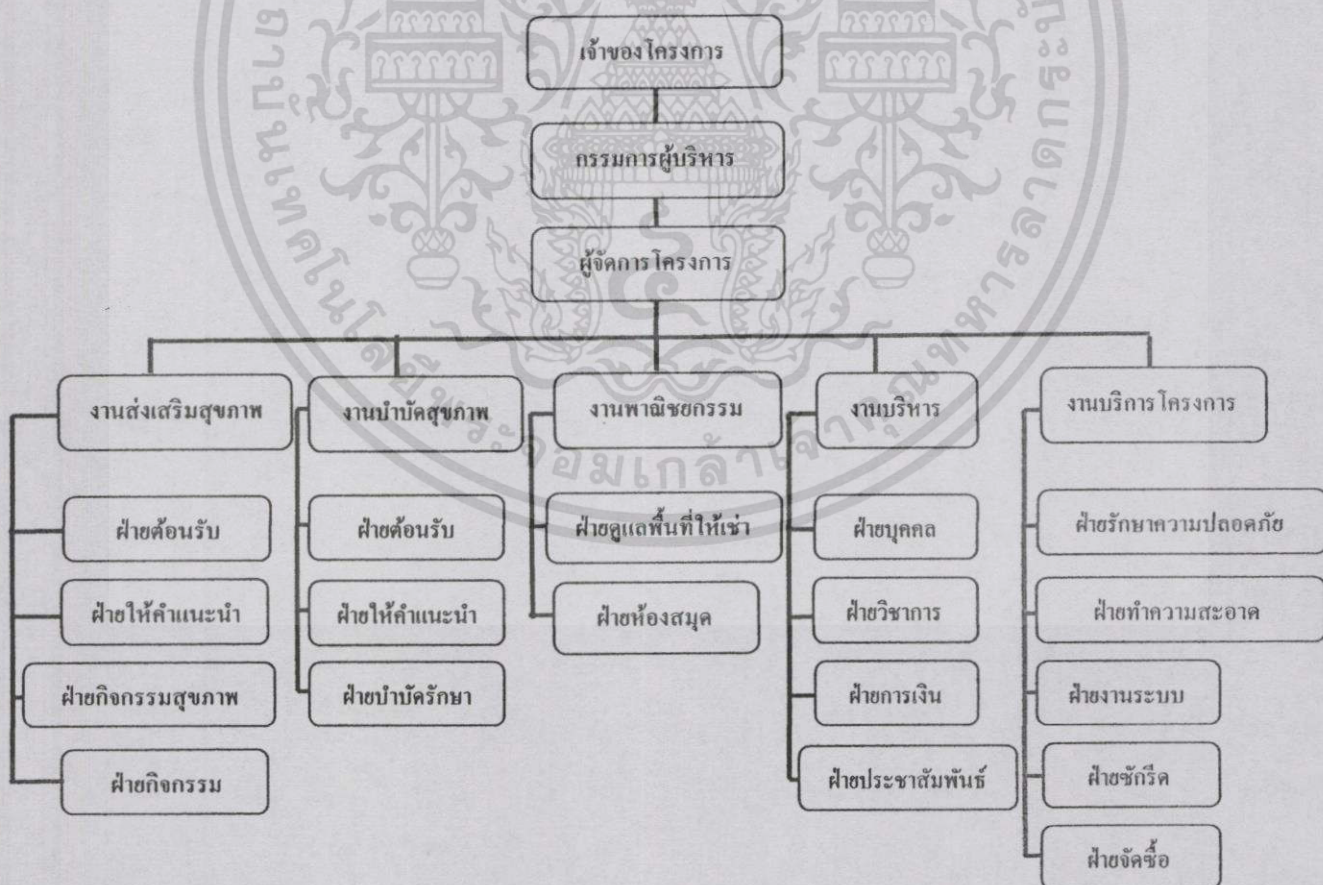 เจ้าของโครงการ
กรรมการผู้บริหาร
ผู้จัดการโครงการ
งานส่งเสริมสุขภาพ
ฝ่ายต้อนรับ
ฝ่ายให้คำแนะนำ
ฝ่ายกิจกรรมสุขภาพ
ฝ่ายกิจกรรม
งานบำบัดสุขภาพ
ฝ่ายต้อนรับ
ฝ่ายให้คำแนะนำ
ฝ่ายบำบัดรักษา
งานพาณิชยกรรม
ฝ่ายดูแลพื้นที่ให้เช่า
ฝ่ายห้องสมุด
งานบริหาร
ฝ่ายบุคคล
ฝ่ายวิชาการ
ฝ่ายการเงิน
ฝ่ายประชาสัมพันธ์
งานบริการโครงการ
ฝ่ายรักษาความปลอดภัย
ฝ่ายทำความสะอาด
ฝ่ายงานระบบ
ฝ่ายซักรีด
ฝ่ายจัดซื้อ